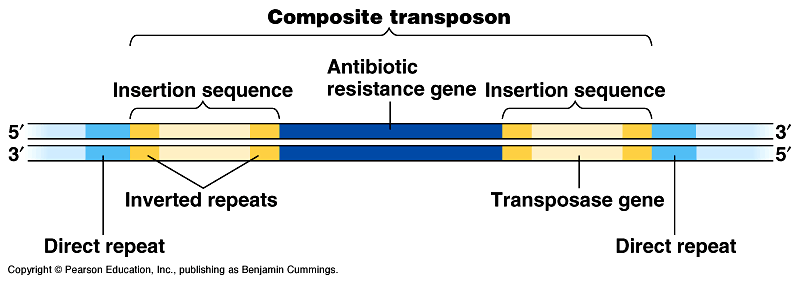 Composite transposon
Antibiotic
Insertion sequence resistance gene Insertion sequence
5′ 3′
3′ 5′
Inverted repeats Transposase gene
Direct repeat Direct repeat
Copyright © Pearson Education, Inc., publishing as Benjamin Cummings.